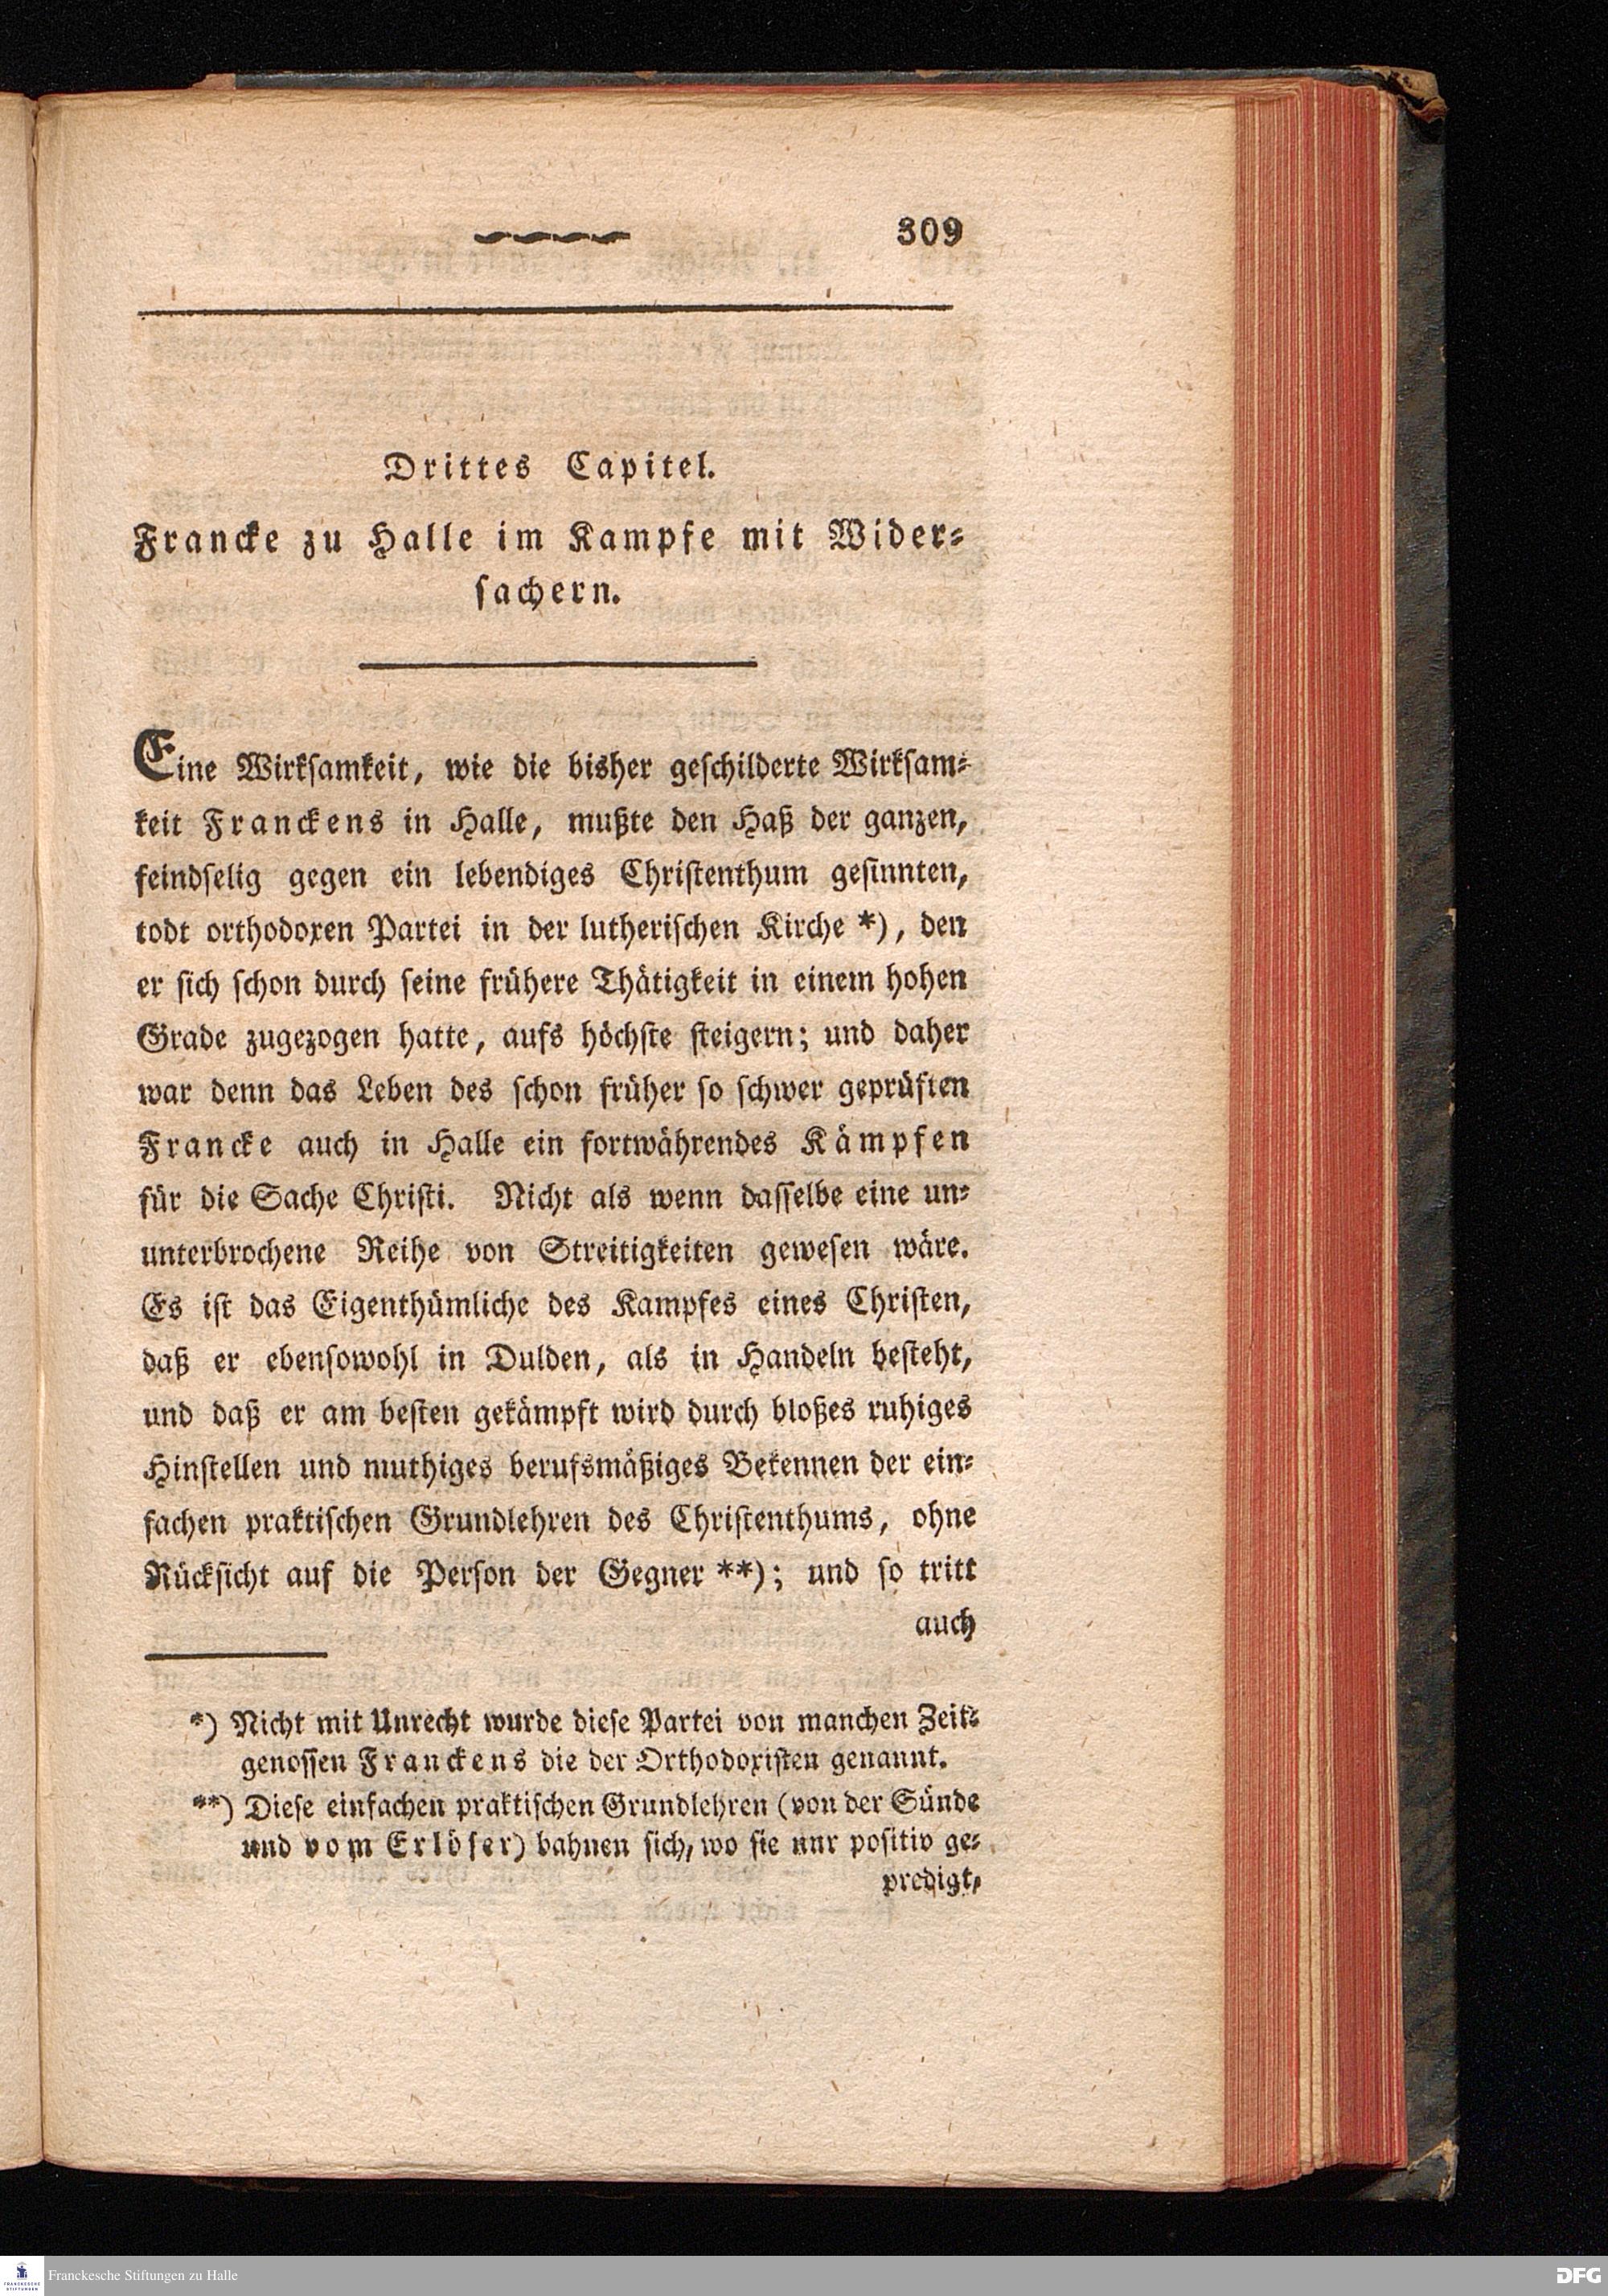 309
Drittes Capitel.
Francke zu Halle im Kampfe mit Wider-
sachern.
Eine Wirksamkeit, wie die bisher geschilderte Wirksam-
keit Franckens in Halle, mußte den Haß der ganzen,
feindselig gegen ein lebendiges Christenthum gesinnten,
todt orthodoxen Partei in der lutherischen Kirche *), den
er sich schon durch seine frühere Thätigkeit in einem hohen
Grade zugezogen hatte, aufs höchste steigern; und daher
war denn das Leben des schon früher so schwer geprüften
Francke auch in Halle ein fortwährendes Kämpfen
für die Sache Christi. Nicht als wenn dasselbe eine un-
unterbrochene Reihe von Streitigkeiten gewesen wäre.
Es ist das Eigenthümliche des Kampfes eines Christen,
daß er ebensowohl in Dulden, als in Handeln besteht,
und daß er am besten gekämpft wird durch bloßes ruhiges
Hinstellen und muthiges berufsmäßiges Bekennen der ein-
fachen praktischen Grundlehren des Christenthums, ohne
Rücksicht auf die Person der Gegner **); und so tritt
auch
*) Nicht mit Unrecht wurde diese Partei von manchen Zeit-
genossen Franckens die der Orthodoxisten genannt.
**) Diese einfachen praktischen Grundlehren (von der Sünde
und vom Erlöser) bahnen sich, wo sie nur positiv ge-
predigt,
FRANCKESCHE STIFTUNGEN
Franckesche Stiftungen zu Halle
DFG